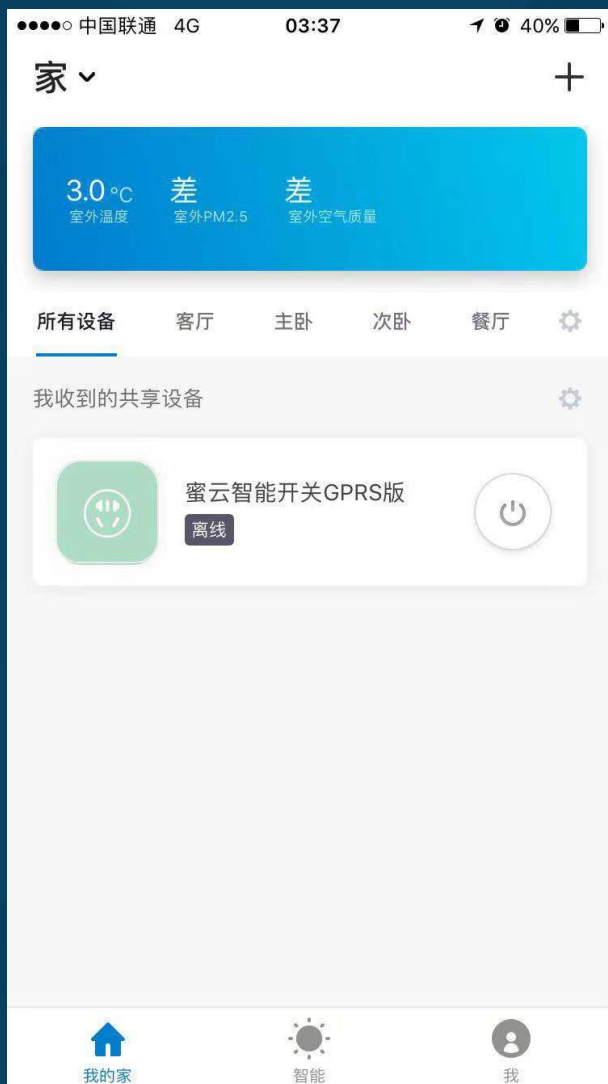 中国联通 4G 03:37 40%
家
3.0 °C 差 差
室外温度 室外PM2.5 室外空气质量
所有设备 客厅 主卧 次卧 餐厅
我收到的共享设备
蜜云智能开关GPRS版
离线
我的家 智能 我